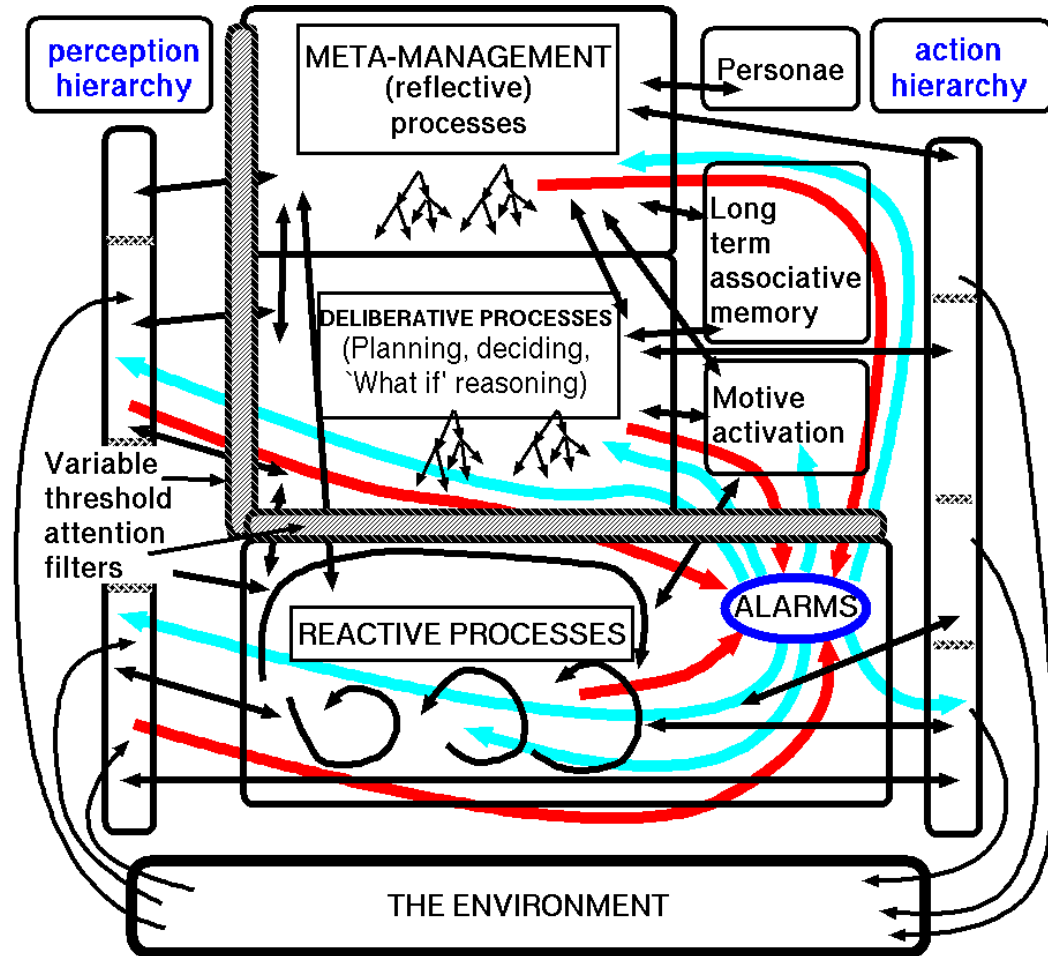 perception
hierarchy
META-MANAGEMENT
(reflective)
processes
Personae
action
hierarchy
Long
term
associative
memory
DELIBERATIVE PROCESSES
(Planning, deciding,
`What if' reasoning)
Motive
activation
Variable
threshold
attention
filters
ALARMS
REACTIVE PROCESSES
THE ENVIRONMENT